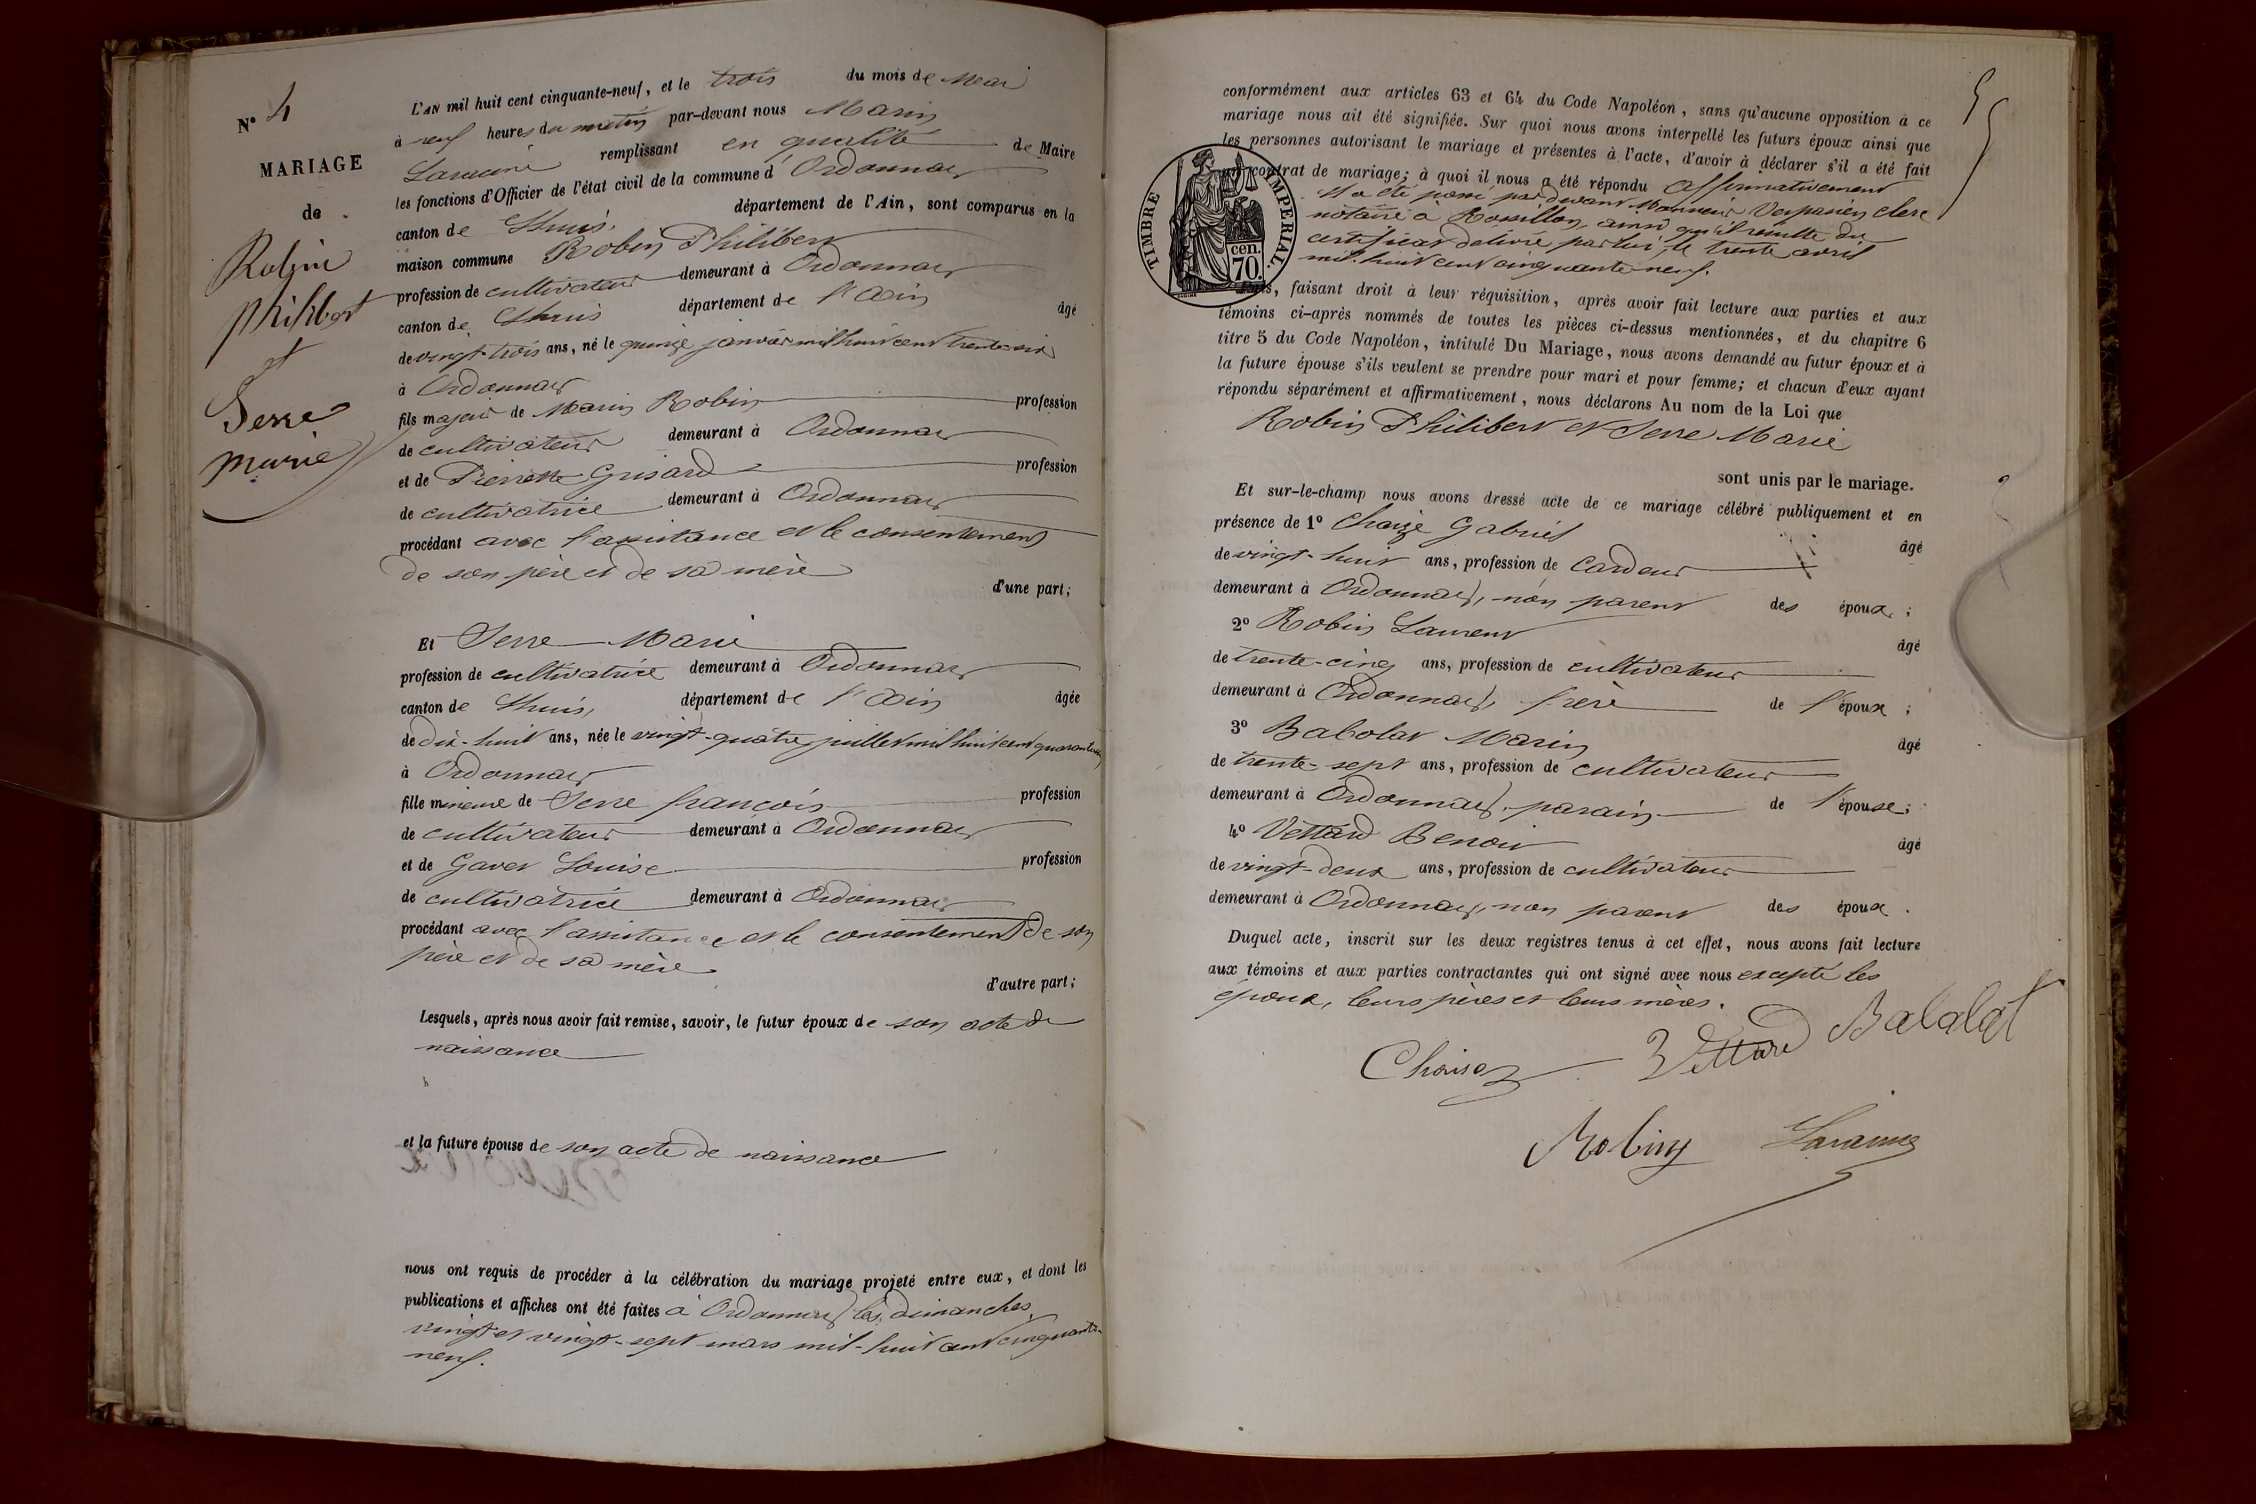 N° 4
MARIAGE
de
Robin
Philibert
et
Serre
Marie
L'AN mil huit cent cinquante-neuf, et le trois du mois de Mai
à neuf heures du matin par-devant nous Marin
remplissant en qualité de Maire
les fonctions d'Officier de l'état civil de la commune d'Ordonnas
canton de Lhuis, département de l'Ain, sont comparus en la
maison commune Robin Philibert
profession de cultivateur demeurant à Ordonnas
canton de Lhuis département de l'Ain âgé
de vingt-trois ans, né le quinze janvier mil huit cent trente-six
à Ordonnas
fils majeur de Marin Robin profession
de cultivateur demeurant à Ordonnas
et de Pierrette Grisard profession
de cultivatrice demeurant à Ordonnas
procédant avec l'assistance et le consentement
de son père et de sa mère
d'une part;
Et Serre Marie
profession de cultivatrice demeurant à Ordonnas
canton de Lhuis, département de l'Ain âgée
de dix-huit ans, née le vingt-quatre juillet mil huit cent quarante
à Ordonnas
fille mineure de Serre françois profession
de cultivateur demeurant à Ordonnas
et de Gavet Louise profession
de cultivatrice demeurant à Ordonnas
procédant avec l'assistance et le consentement de son
père et de sa mère
d'autre part;
Lesquels, après nous avoir fait remise, savoir, le futur époux de son acte de
naissance
et la future épouse de son acte de naissance
nous ont requis de procéder à la célébration du mariage projeté entre eux, et dont les
publications et affiches ont été faites à Ordonnas les dimanches
vingt et vingt-sept mars mil-huit cent cinquante-
neuf.
5
conformément aux articles 63 et 64 du Code Napoléon, sans qu'aucune opposition à ce
mariage nous ait été signifiée. Sur quoi nous avons interpellé les futurs époux ainsi que
les personnes autorisant le mariage et présentes à l'acte, d'avoir à déclarer s'il a été fait
un contrat de mariage; à quoi il nous a été répondu affirmativement
Il a été passé par devant Monsieur clerc
notaire à Rossillon, ainsi qu'il résulte du
certificat délivré par lui, le trente avril
mil-huit cent cinquante-neuf.
TIMBRE IMPERIAL.
cen.
70.
faisant droit à leur réquisition, après avoir fait lecture aux parties et aux
témoins ci-après nommés de toutes les pièces ci-dessus mentionnées, et du chapitre 6
titre 5 du Code Napoléon, intitulé Du Mariage, nous avons demandé au futur époux et à
la future épouse s'ils veulent se prendre pour mari et pour femme; et chacun d'eux ayant
répondu séparément et affirmativement, nous déclarons Au nom de la Loi que
Robin Philibert et Serre Marie
sont unis par le mariage.
Et sur-le-champ nous avons dressé acte de ce mariage célébré publiquement et en
présence de 1° Chaize Gabriel âgé
de vingt-huit ans, profession de Cardeur
demeurant à Ordonnas, non parent des époux;
2° Robin Laurent âgé
de trente-cinq ans, profession de cultivateur
demeurant à Ordonnas, frère de l'époux;
3° Babolat Marin âgé
de trente-sept ans, profession de cultivateur
demeurant à Ordonnas, parain de l'épouse;
4° Vettard Benoit âgé
de vingt-deux ans, profession de cultivateur
demeurant à Ordonnas, non parent des époux.
Duquel acte, inscrit sur les deux registres tenus à cet effet, nous avons fait lecture
aux témoins et aux parties contractantes qui ont signé avec nous excepté les
époux, leurs pères et leurs mères.
Vettard Babalat
Robin